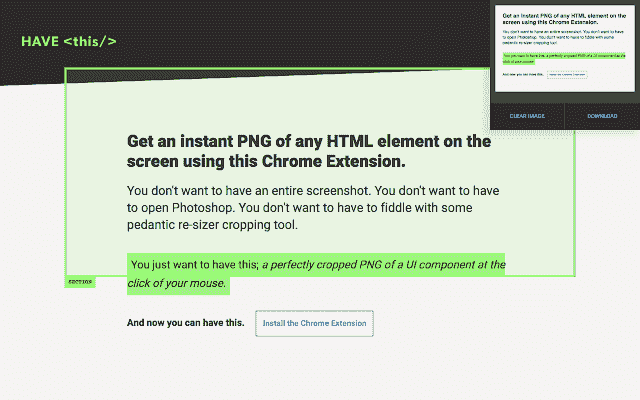 HAVE <this/>
Get an instant PNG of any HTML element on the
screen using this Chrome Extension.
You don't want to have an entire screenshot. You don't want to have
to open Photoshop. You don't want to have to fiddle with some
pedantic re-sizer cropping tool.
You just want to have this; a perfectly cropped PNG of a UI component at the
click of your mouse.
SECTION
And now you can have this.
Install the Chrome Extension
Get an instant PNG of any HTML element on the
screen using this Chrome Extension.
You don't want to have an entire screenshot. You don't want to have
to open Photoshop. You don't want to have to fiddle with some
pedantic re-sizer cropping tool.
You just want to have this; a perfectly cropped PNG of a UI component at the
click of your mouse.
And now you can have this.
Install the Chrome Extension
CLEAR IMAGE
DOWNLOAD